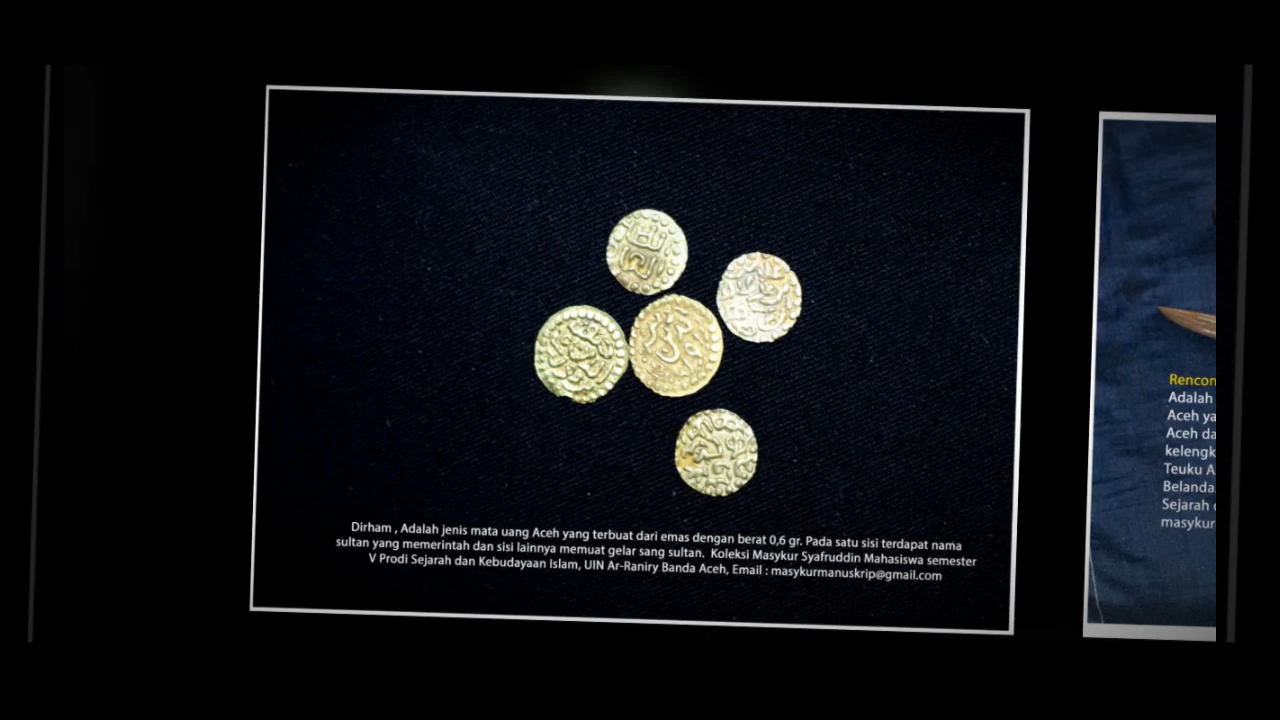 Dirham , Adalah jenis mata uang Aceh yang terbuat dari emas dengan berat 0,6 gr. Pada satu sisi terdapat nama
sultan yang memerintah dan sisi lainnya memuat gelar sang sultan. Koleksi Masykur Syafruddin Mahasiswa semester
V Prodi Sejarah dan Kebudayaan Islam, UIN Ar-Raniry Banda Aceh, Email : masykurmanuskrip@gmail.com
Rencon
Adalah
Aceh ya
Aceh da
kelengk
Teuku A
Belanda
Sejarah
masykur